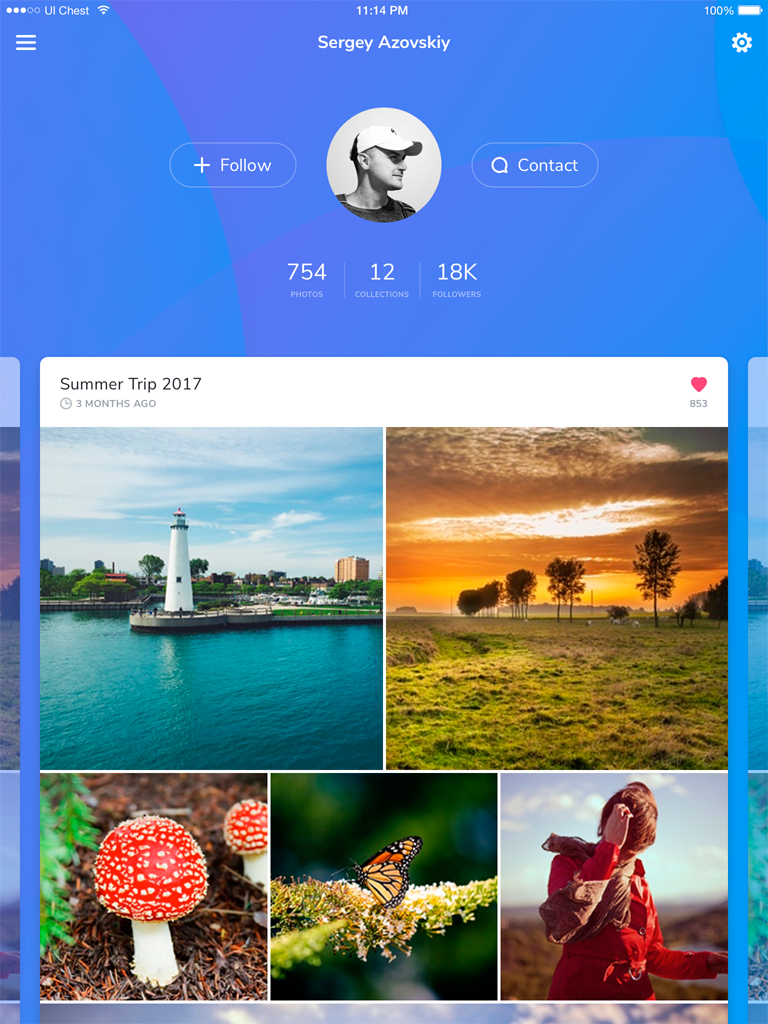 UI Chest 11:14 PM 100%
Sergey Azovskiy
Follow Contact
754 12 18K
PHOTOS COLLECTIONS FOLLOWERS
Summer Trip 2017
3 MONTHS AGO 853